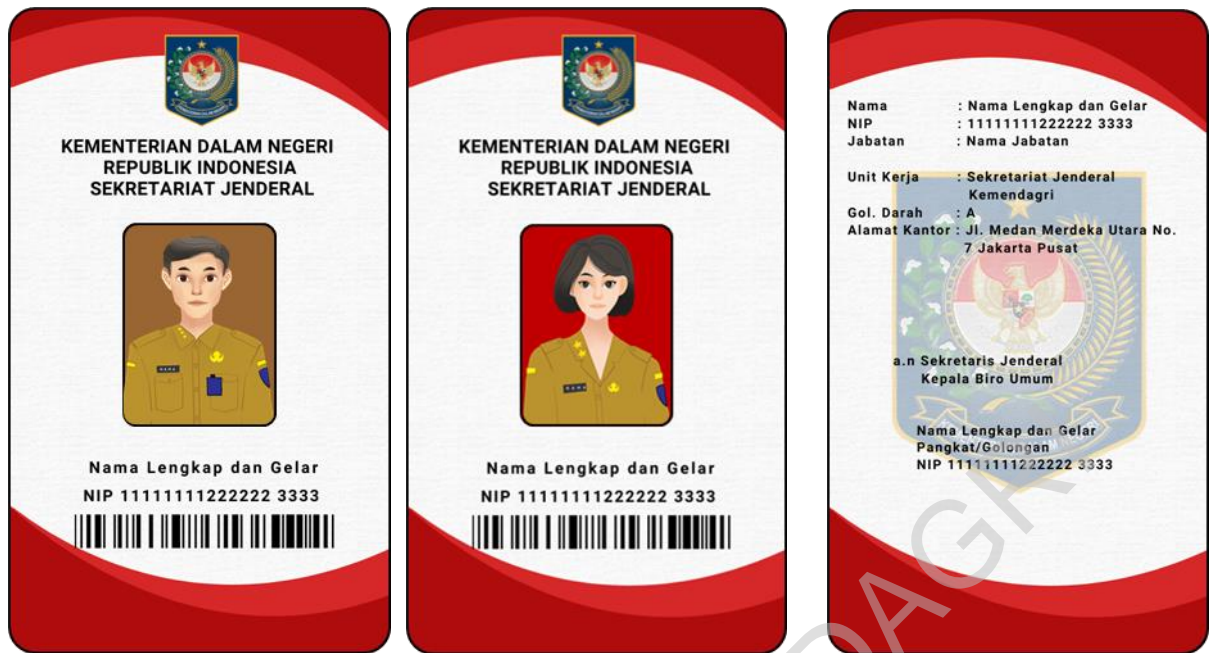 KEMENTERIAN DALAM NEGERI
REPUBLIK INDONESIA
SEKRETARIAT JENDERAL
Nama Lengkap dan Gelar
NIP 11111111222222 3333
KEMENTERIAN DALAM NEGERI
REPUBLIK INDONESIA
SEKRETARIAT JENDERAL
Nama Lengkap dan Gelar
NIP 11111111222222 3333
Nama : Nama Lengkap dan Gelar
NIP : 11111111222222 3333
Jabatan : Nama Jabatan
Unit Kerja : Sekretariat Jenderal
Kemendagri
Gol. Darah : A
Alamat Kantor : Jl. Medan Merdeka Utara No.
7 Jakarta Pusat
a.n Sekretaris Jenderal
Kepala Biro Umum
Nama Lengkap dan Gelar
Pangkat/Golongan
NIP 11111111222222 3333